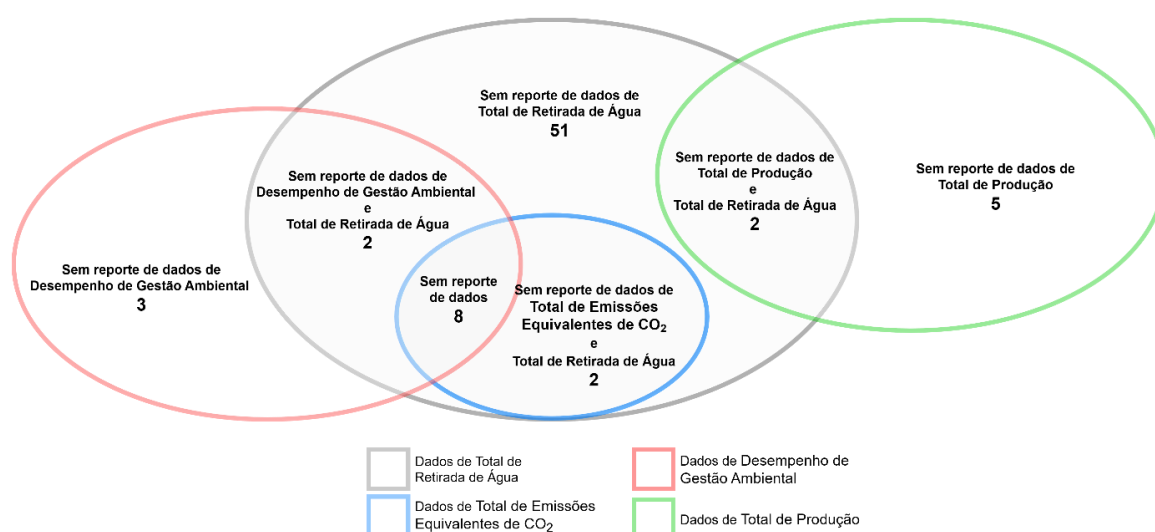 Sem reporte de dados de
Total de Retirada de Água
51
Sem reporte de dados de
Total de Produção
e
Total de Retirada de Água
2
Sem reporte de dados de
Total de Produção
5
Sem reporte de dados de
Desempenho de Gestão Ambiental
e
Total de Retirada de Água
2
Sem reporte de dados de
Desempenho de Gestão Ambiental
3
Sem reporte
de dados
8
Sem reporte de dados de
Total de Emissões
Equivalentes de CO₂
e
Total de Retirada de Água
2
Dados de Total de
Retirada de Água
Dados de Desempenho de
Gestão Ambiental
Dados de Total de Emissões
Equivalentes de CO₂
Dados de Total de Produção